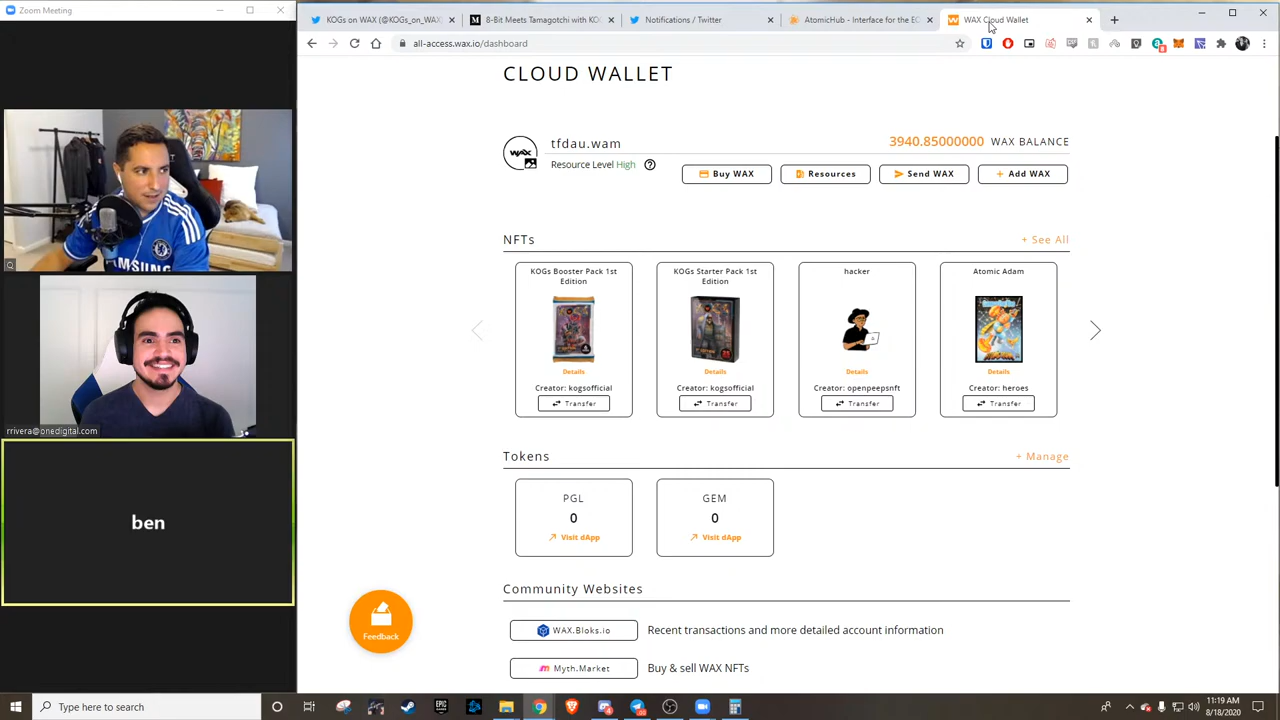 Zoom Meeting
KOGs on WAX (@KOGs_on_WAX)
8-Bit Meets Tamagotchi with KO
Notifications / Twitter
AtomicHub - Interface for the EO
WAX Cloud Wallet
all-access.wax.io/dashboard
CLOUD WALLET
WAX
tfdau.wam
3940.85000000 WAX BALANCE
Resource Level High
Buy WAX
Resources
Send WAX
+ Add WAX
NFTs
+ See All
KOGs Booster Pack 1st
Edition
Details
Creator: kogsofficial
Transfer
KOGs Starter Pack 1st
Edition
Details
Creator: kogsofficial
Transfer
hacker
Details
Creator: openpeepsnft
Transfer
Atomic Adam
Details
Creator: heroes
Transfer
Tokens
+ Manage
PGL
0
Visit dApp
GEM
0
Visit dApp
Community Websites
WAX.Bloks.io
Recent transactions and more detailed account information
Myth.Market
Buy & sell WAX NFTs
Feedback
SAMSUNG
rrivera@onedigital.com
ben
Type here to search
EPIC
GAMES
11:19 AM
8/18/2020